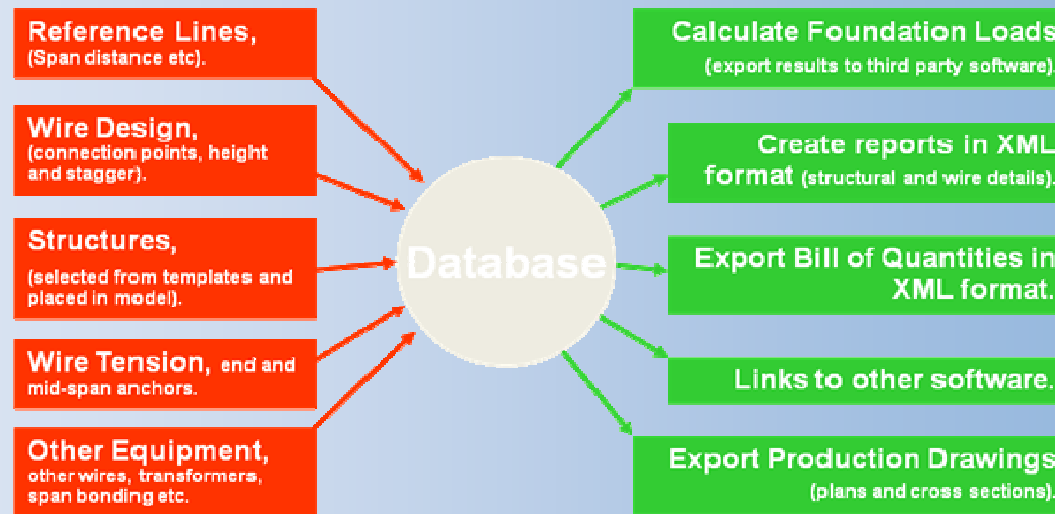 Reference Lines,
(Span distance etc).
Wire Design,
(connection points, height
and stagger).
Structures,
(selected from templates and
placed in model).
Wire Tension, end and
mid-span anchors.
Other Equipment,
other wires, transformers,
span bonding etc.
Database
Calculate Foundation Loads
(export results to third party software).
Create reports in XML
format (structural and wire details).
Export Bill of Quantities in
XML format.
Links to other software.
Export Production Drawings
(plans and cross sections).